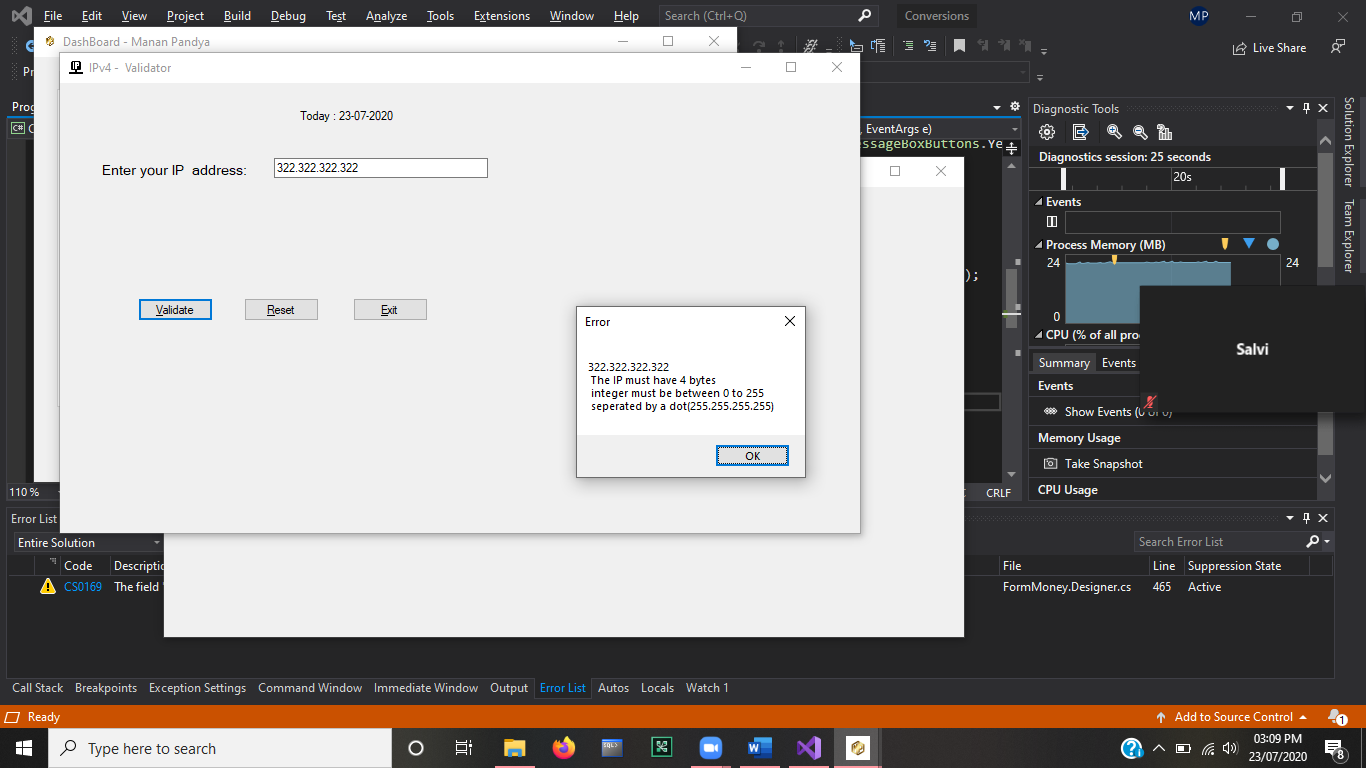 File Edit View Project Build Debug Test Analyze Tools Extensions Window Help Search (Ctrl+Q) Conversions MP
DashBoard - Manan Pandya
Live Share
IPv4 - Validator
Today : 23-07-2020
Enter your IP address: 322.322.322.322
Validate Reset Exit
Error
322.322.322.322
The IP must have 4 bytes
integer must be between 0 to 255
seperated by a dot(255.255.255.255)
OK
, EventArgs e)
);
110 %
CRLF
Diagnostic Tools
Diagnostics session: 25 seconds
20s
Events
Process Memory (MB)
24 24
0
CPU (% of all pro
Summary Events
Events
Show Events (0 of 0)
Memory Usage
Take Snapshot
CPU Usage
Salvi
Solution Explorer
Team Explorer
Error List
Entire Solution
Search Error List
Code Descriptio File Line Suppression State
CS0169 The field FormMoney.Designer.cs 465 Active
Call Stack Breakpoints Exception Settings Command Window Immediate Window Output Error List Autos Locals Watch 1
Ready Add to Source Control 1
Type here to search
03:09 PM
23/07/2020
8